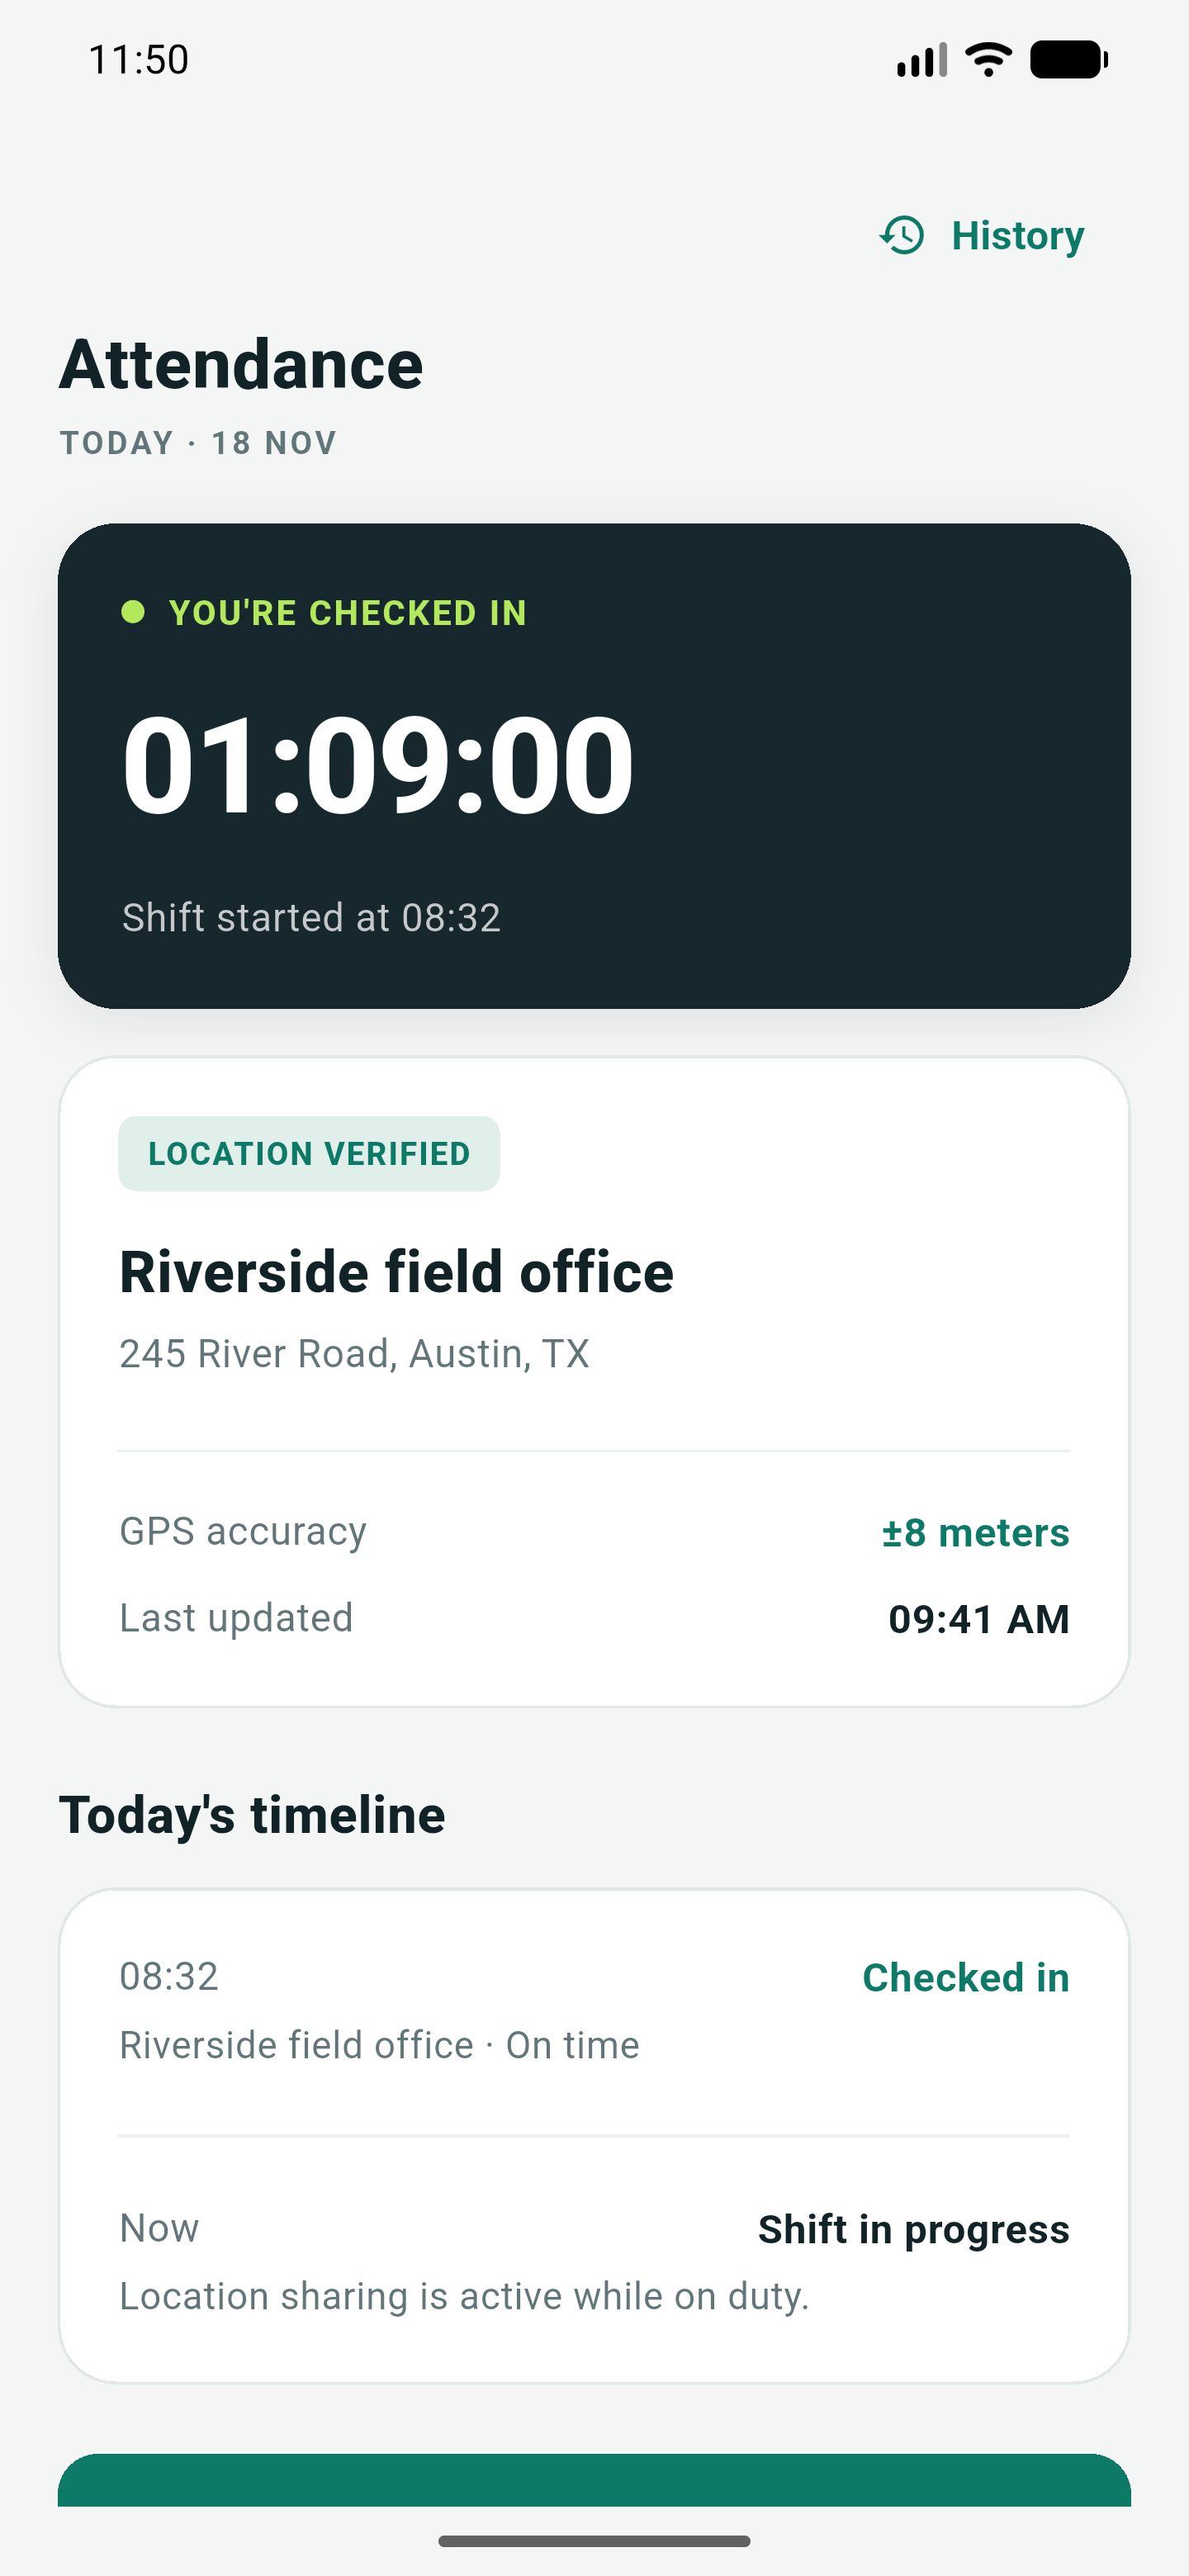 11:50
History
Attendance
TODAY · 18 NOV
YOU'RE CHECKED IN
01:09:00
Shift started at 08:32
LOCATION VERIFIED
Riverside field office
245 River Road, Austin, TX
GPS accuracy ±8 meters
Last updated 09:41 AM
Today's timeline
08:32 Checked in
Riverside field office · On time
Now Shift in progress
Location sharing is active while on duty.